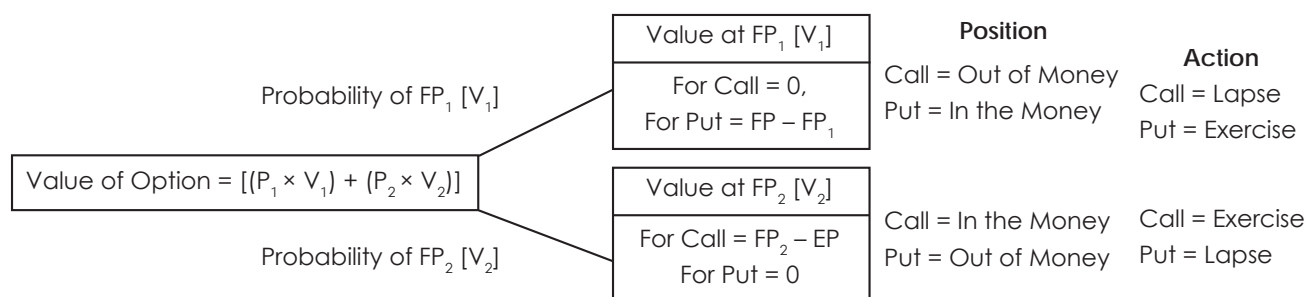 Value at FP₁ [V₁]
For Call = 0,
For Put = FP – FP₁
Position
Call = Out of Money
Put = In the Money
Action
Call = Lapse
Put = Exercise
Probability of FP₁ [V₁]
Value of Option = [(P₁ × V₁) + (P₂ × V₂)]
Probability of FP₂ [V₂]
Value at FP₂ [V₂]
For Call = FP₂ – EP
For Put = 0
Call = In the Money
Put = Out of Money
Call = Exercise
Put = Lapse